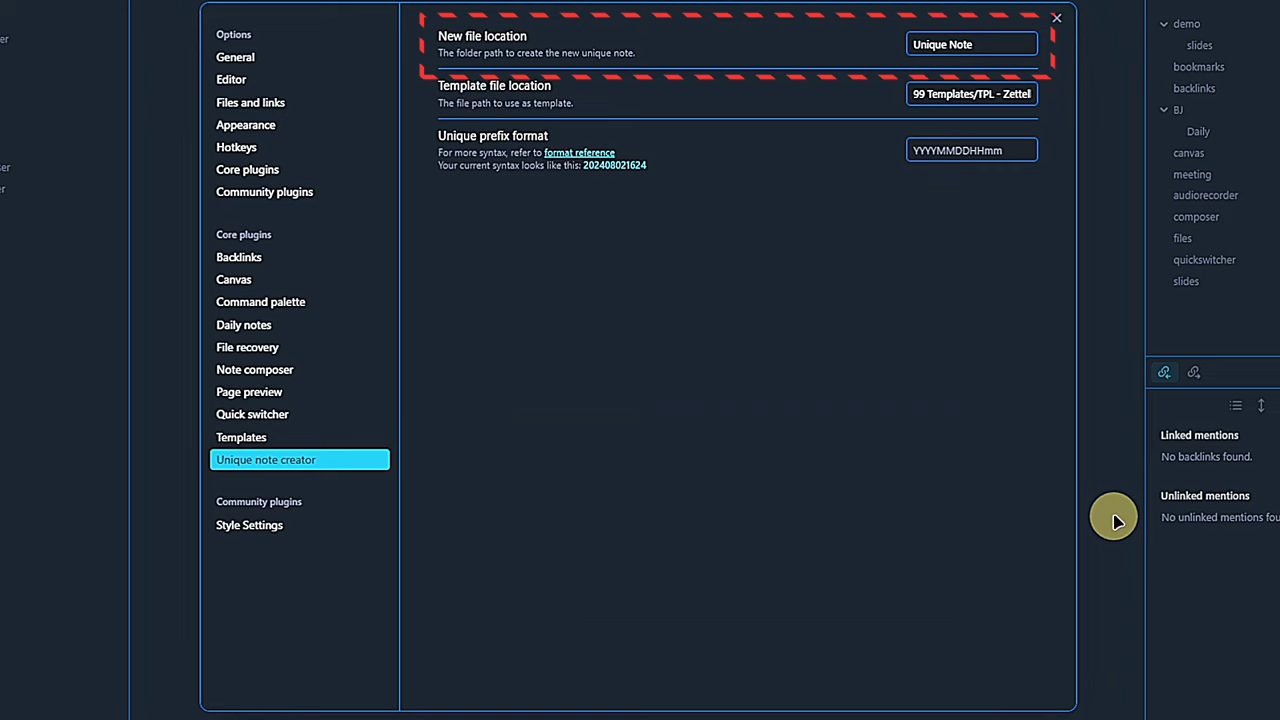 Options
General
Editor
Files and links
Appearance
Hotkeys
Core plugins
Community plugins
Core plugins
Backlinks
Canvas
Command palette
Daily notes
File recovery
Note composer
Page preview
Quick switcher
Templates
Unique note creator
Community plugins
Style Settings
New file location
The folder path to create the new unique note.
Unique Note
Template file location
The file path to use as template.
99 Templates/TPL - Zettel
Unique prefix format
For more syntax, refer to format reference
Your current syntax looks like this: 202408021624
YYYYMMDDHHmm
demo
slides
bookmarks
backlinks
BJ
Daily
canvas
meeting
audiorecorder
composer
files
quickswitcher
slides
Linked mentions
No backlinks found.
Unlinked mentions
No unlinked mentions